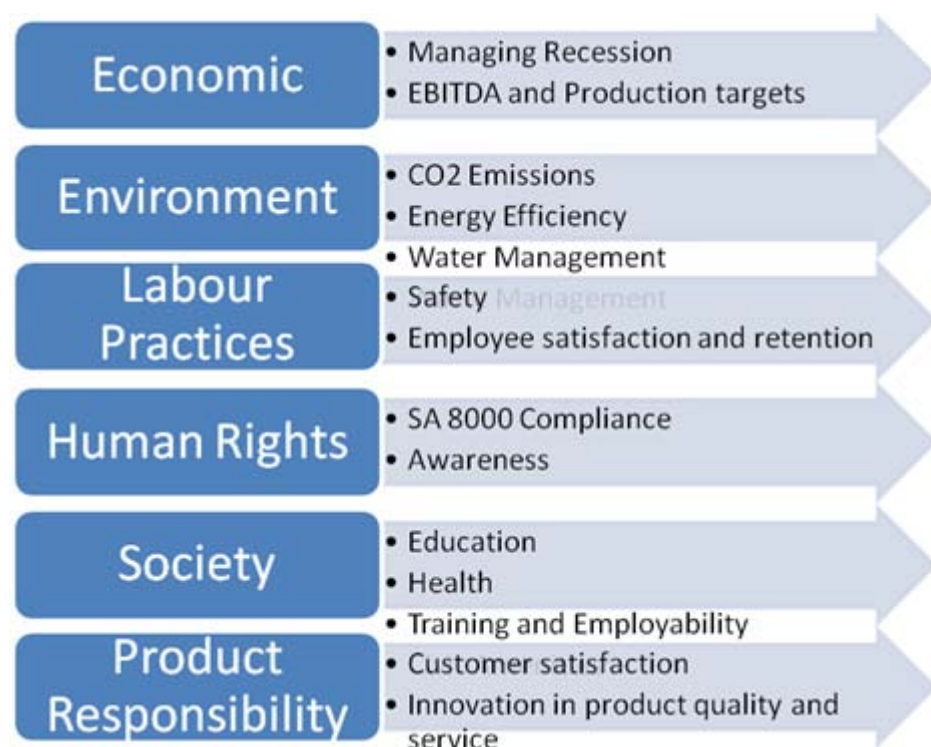 Economic
• Managing Recession
• EBITDA and Production targets
Environment
• CO2 Emissions
• Energy Efficiency
• Water Management
Labour
Practices
• Safety Management
• Employee satisfaction and retention
Human Rights
• SA 8000 Compliance
• Awareness
Society
• Education
• Health
• Training and Employability
Product
Responsibility
• Customer satisfaction
• Innovation in product quality and
service